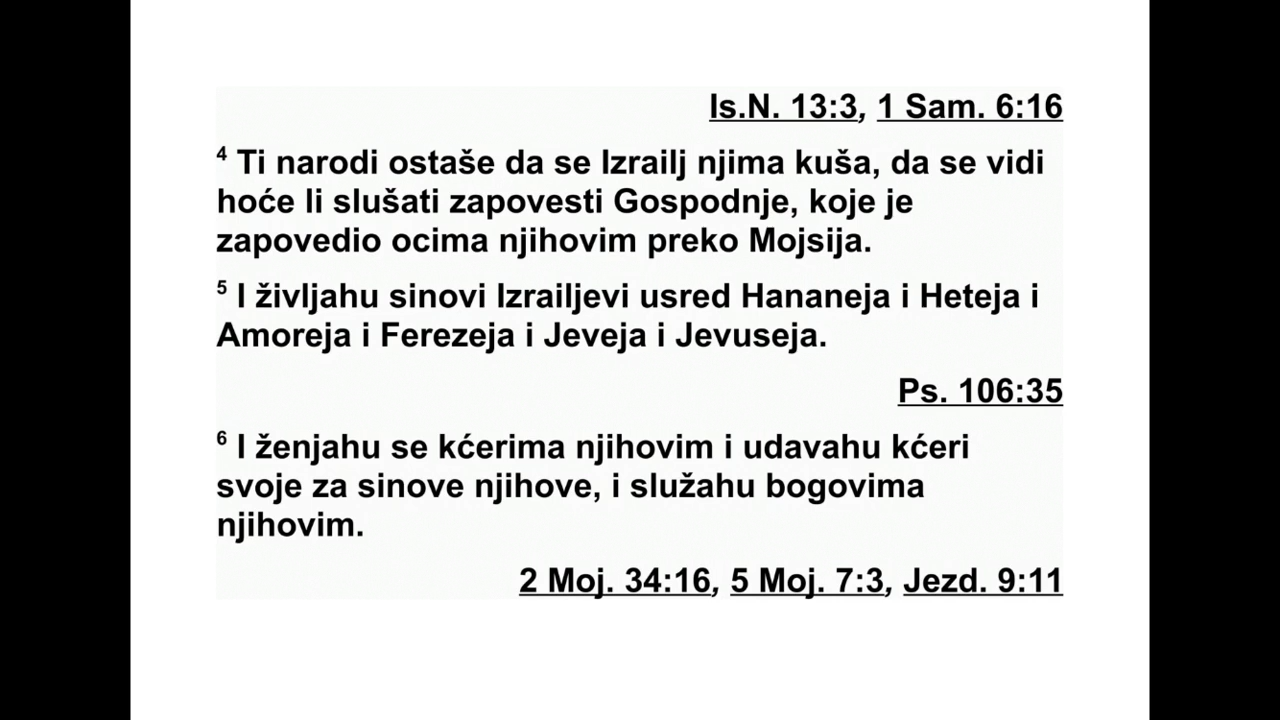 Is.N. 13:3, 1 Sam. 6:16
4 Ti narodi ostaše da se Izrailj njima kuša, da se vidi
hoće li slušati zapovesti Gospodnje, koje je
zapovedio ocima njihovim preko Mojsija.
5 I življahu sinovi Izrailjevi usred Hananeja i Heteja i
Amoreja i Ferezeja i Jeveja i Jevuseja.
Ps. 106:35
6 I ženjahu se kćerima njihovim i udavahu kćeri
svoje za sinove njihove, i služahu bogovima
njihovim.
2 Moj. 34:16, 5 Moj. 7:3, Jezd. 9:11